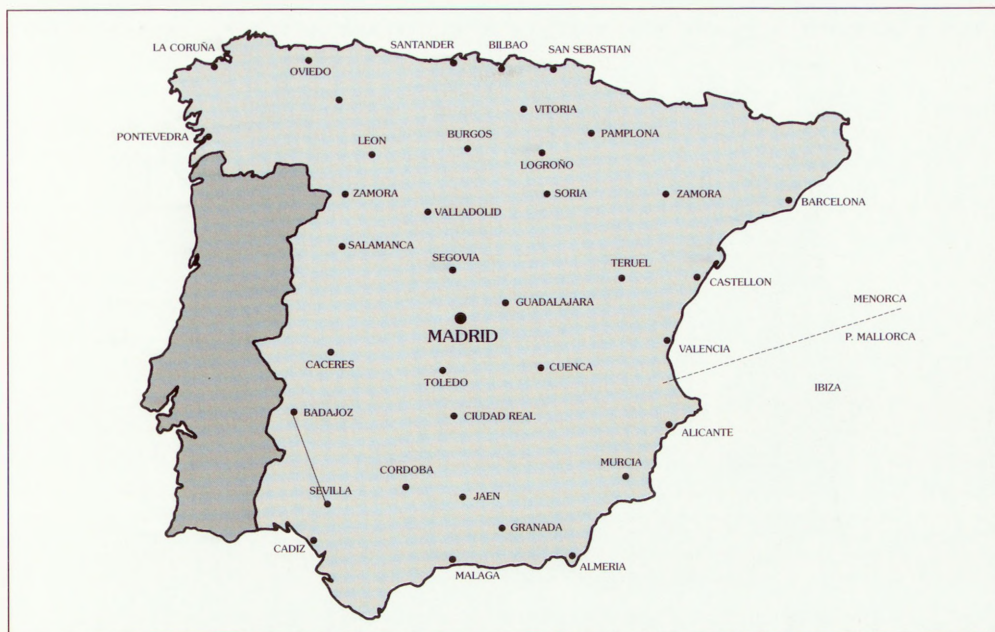 LA CORUÑA
SANTANDER
BILBAO
SAN SEBASTIAN
OVIEDO
VITORIA
PONTEVEDRA
PAMPLONA
LEON
BURGOS
LOGROÑO
ZAMORA
SORIA
ZAMORA
BARCELONA
VALLADOLID
SALAMANCA
SEGOVIA
TERUEL
CASTELLON
GUADALAJARA
MENORCA
MADRID
P. MALLORCA
VALENCIA
CACERES
CUENCA
TOLEDO
IBIZA
BADAJOZ
CIUDAD REAL
ALICANTE
MURCIA
CORDOBA
SEVILLA
JAEN
GRANADA
CADIZ
ALMERIA
MALAGA